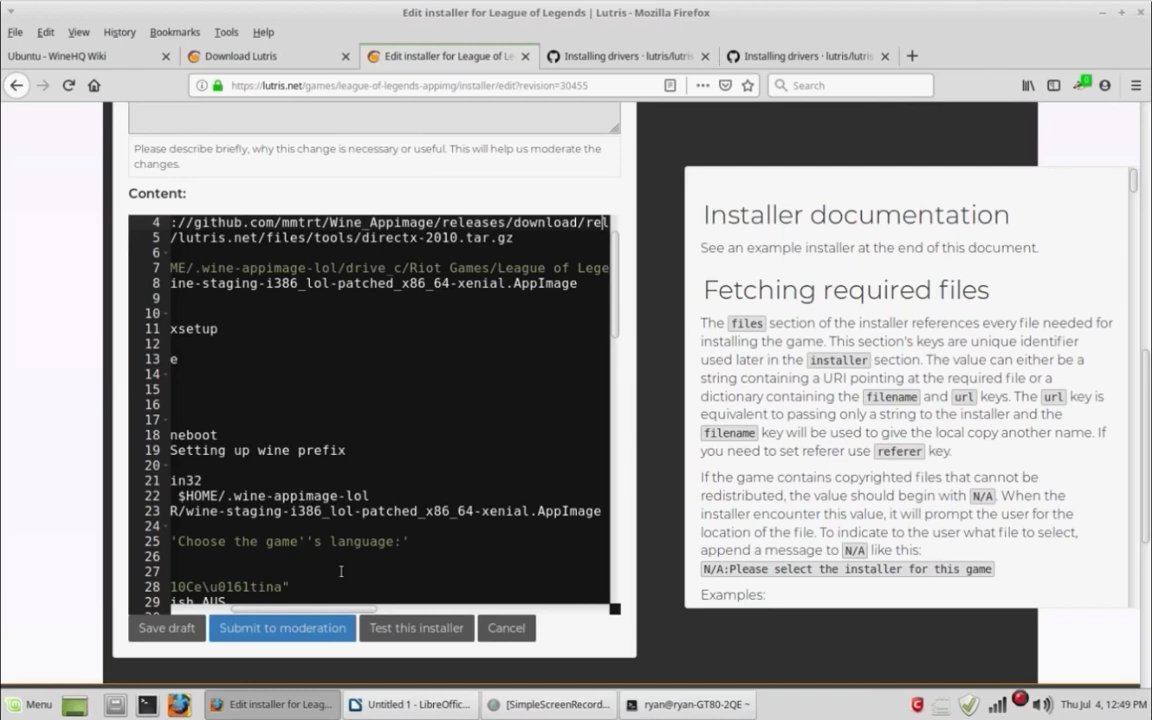 Edit installer for League of Legends | Lutris - Mozilla Firefox
File Edit View History Bookmarks Tools Help
Ubuntu - WineHQ Wiki
Download Lutris
Edit installer for League of Le
Installing drivers · lutris/lutris
Installing drivers · lutris/lutris
https://lutris.net/games/league-of-legends-appimg/installer/edit?revision=30455
Search
Please describe briefly, why this change is necessary or useful. This will help us moderate the
changes.
Content:
4 ://github.com/mmtrt/Wine_Appimage/releases/download/rel
5 /lutris.net/files/tools/directx-2010.tar.gz
6
7 ME/.wine-appimage-lol/drive_c/Riot Games/League of Lege
8 ine-staging-i386_lol-patched_x86_64-xenial.AppImage
9
10
11 xsetup
12
13 e
14
15
16
17
18 neboot
19 Setting up wine prefix
20
21 in32
22 $HOME/.wine-appimage-lol
23 R/wine-staging-i386_lol-patched_x86_64-xenial.AppImage
24
25 'Choose the game''s language:'
26
27
28 10Ce\u0161tina"
29 ish AUS
Save draft
Submit to moderation
Test this installer
Cancel
Installer documentation
See an example installer at the end of this document.
Fetching required files
The files section of the installer references every file needed for
installing the game. This section's keys are unique identifier
used later in the installer section. The value can either be a
string containing a URI pointing at the required file or a
dictionary containing the filename and url keys. The url key is
equivalent to passing only a string to the installer and the
filename key will be used to give the local copy another name. If
you need to set referer use referer key.
If the game contains copyrighted files that cannot be
redistributed, the value should begin with N/A. When the
installer encounter this value, it will prompt the user for the
location of the file. To indicate to the user what file to select,
append a message to N/A like this:
N/A:Please select the installer for this game
Examples:
Menu
Edit installer for Leag...
Untitled 1 - LibreOffic...
[SimpleScreenRecord...
ryan@ryan-GT80-2QE ~
Thu Jul 4, 12:49 PM